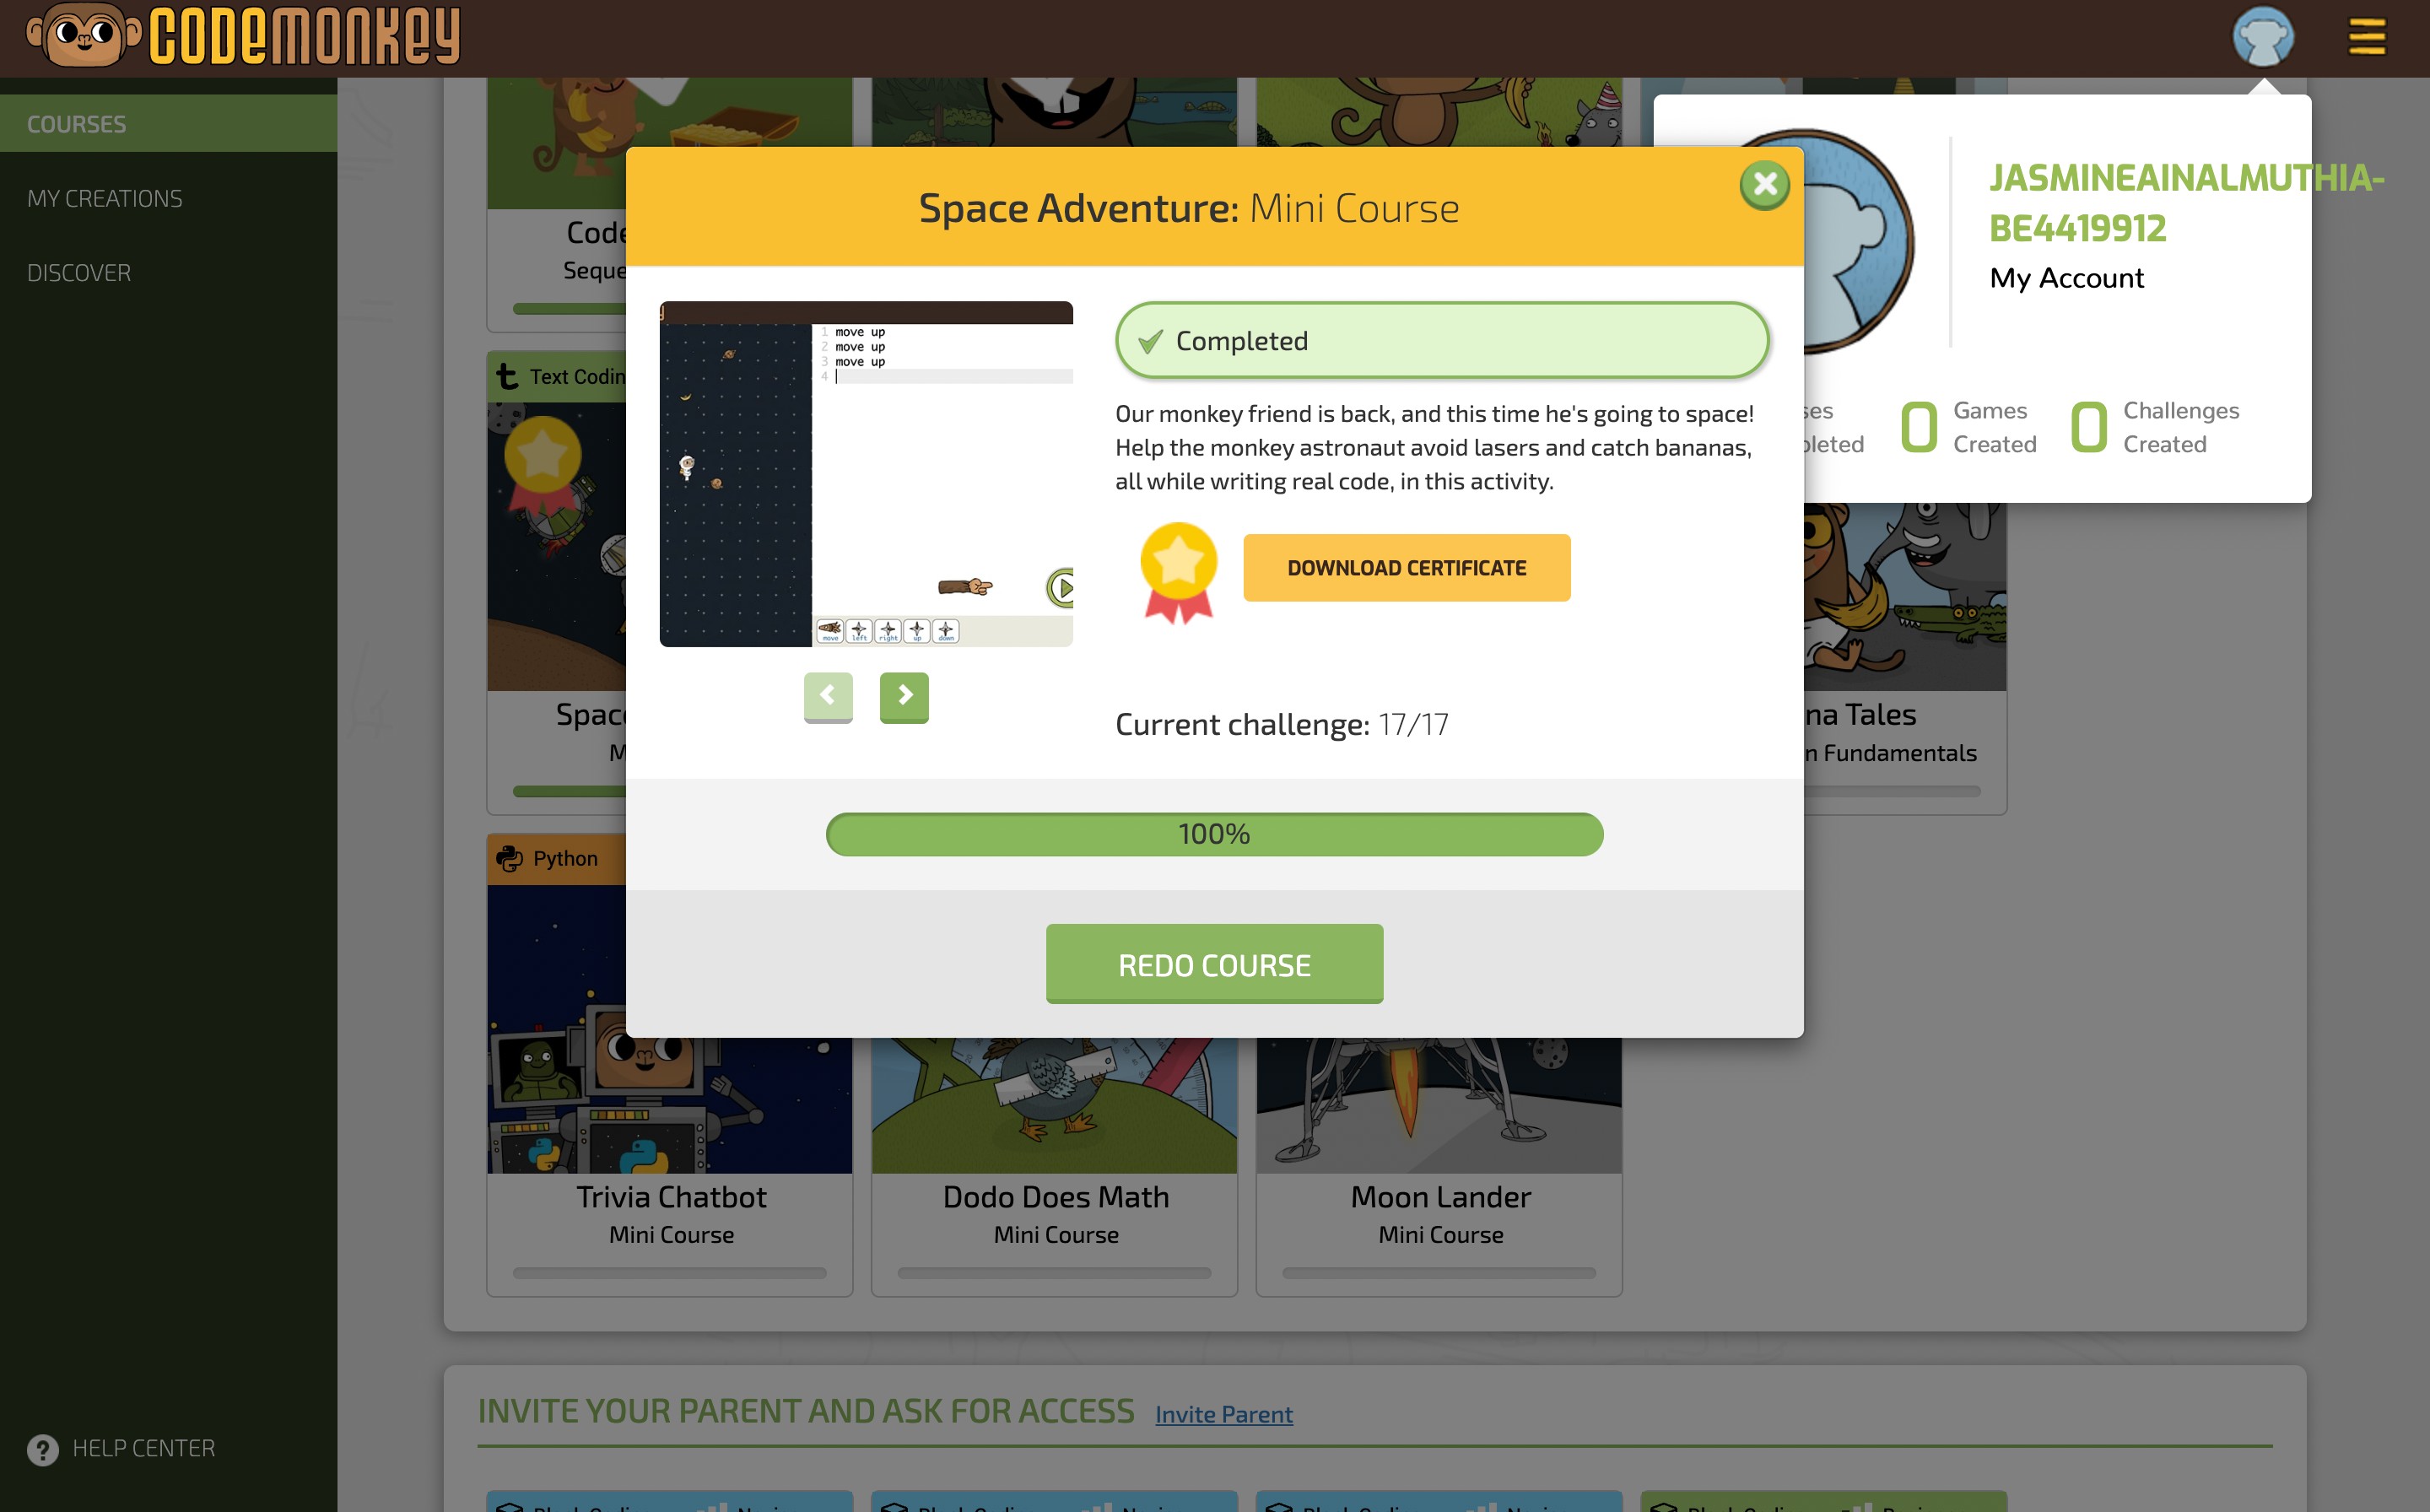 CODEMONKEY
COURSES
MY CREATIONS
DISCOVER
HELP CENTER
JASMINEAINALMUTHIA-
BE4419912
My Account
Games
Created
0
Challenges
Created
0
Space Adventure: Mini Course
1 move up
2 move up
3 move up
4
move left right up down
Completed
Our monkey friend is back, and this time he's going to space!
Help the monkey astronaut avoid lasers and catch bananas,
all while writing real code, in this activity.
DOWNLOAD CERTIFICATE
Current challenge: 17/17
100%
REDO COURSE
Code
Text Codin
Space
M
na Tales
n Fundamentals
Python
Trivia Chatbot
Mini Course
Dodo Does Math
Mini Course
Moon Lander
Mini Course
INVITE YOUR PARENT AND ASK FOR ACCESS Invite Parent